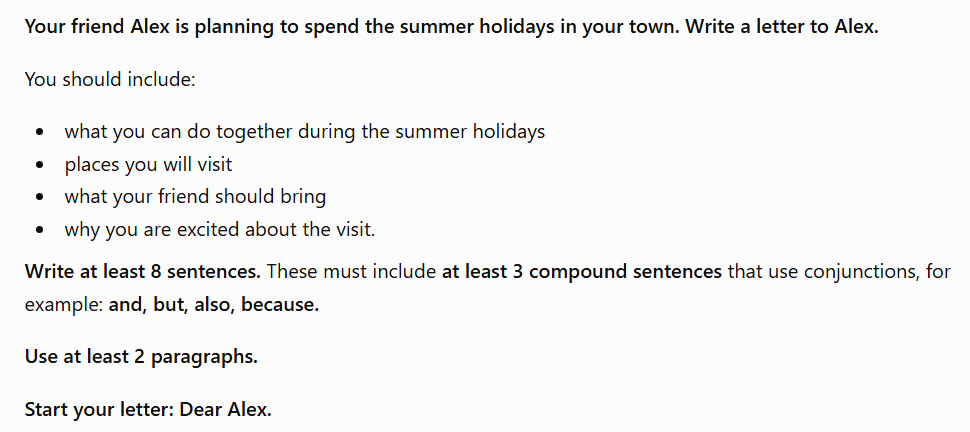 Your friend Alex is planning to spend the summer holidays in your town. Write a letter to Alex.
You should include:
• what you can do together during the summer holidays
• places you will visit
• what your friend should bring
• why you are excited about the visit.
Write at least 8 sentences. These must include at least 3 compound sentences that use conjunctions, for
example: and, but, also, because.
Use at least 2 paragraphs.
Start your letter: Dear Alex.